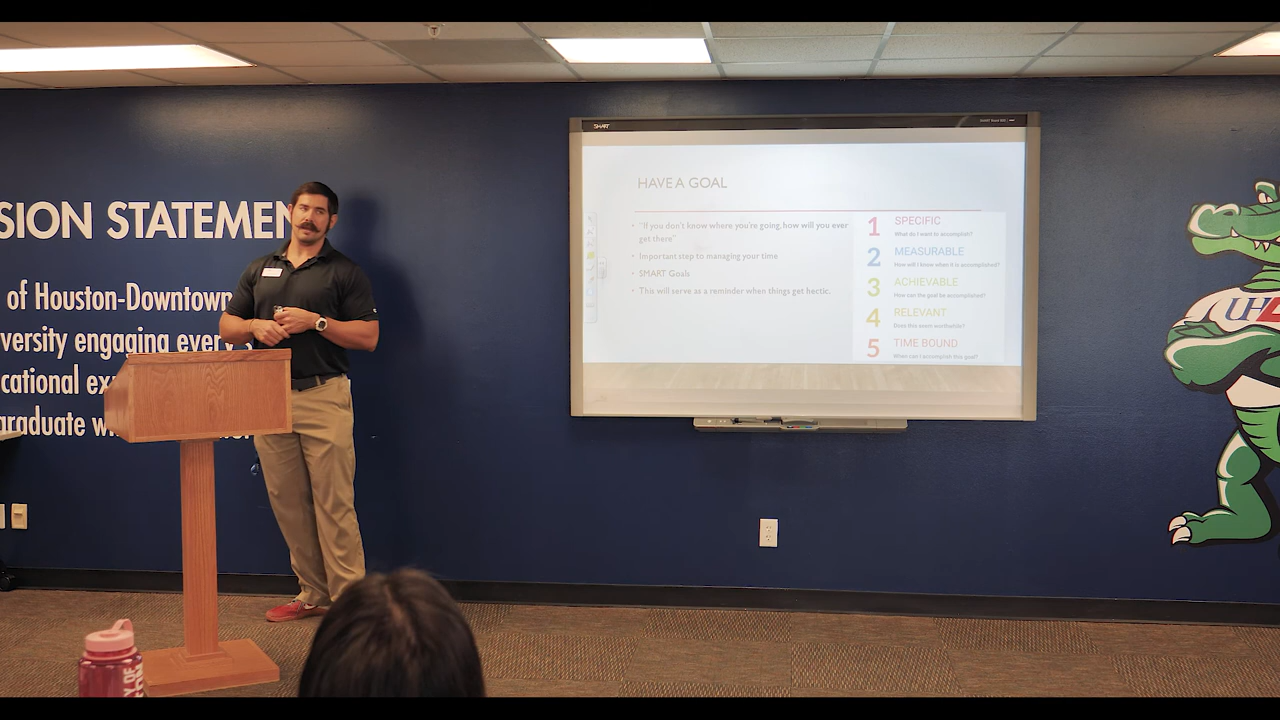 SION STATEMEN
of Houston-Downtown
versity engaging every s
cational ex
graduate w
SMART
HAVE A GOAL
• "If you don't know where you're going, how will you ever
get there"
• Important step to managing your time
• SMART Goals
• This will serve as a reminder when things get hectic.
1 SPECIFIC
What do I want to accomplish?
2 MEASURABLE
How will I know when it is accomplished?
3 ACHIEVABLE
How can the goal be accomplished?
4 RELEVANT
Does this seem worthwhile?
5 TIME BOUND
When can I accomplish this goal?